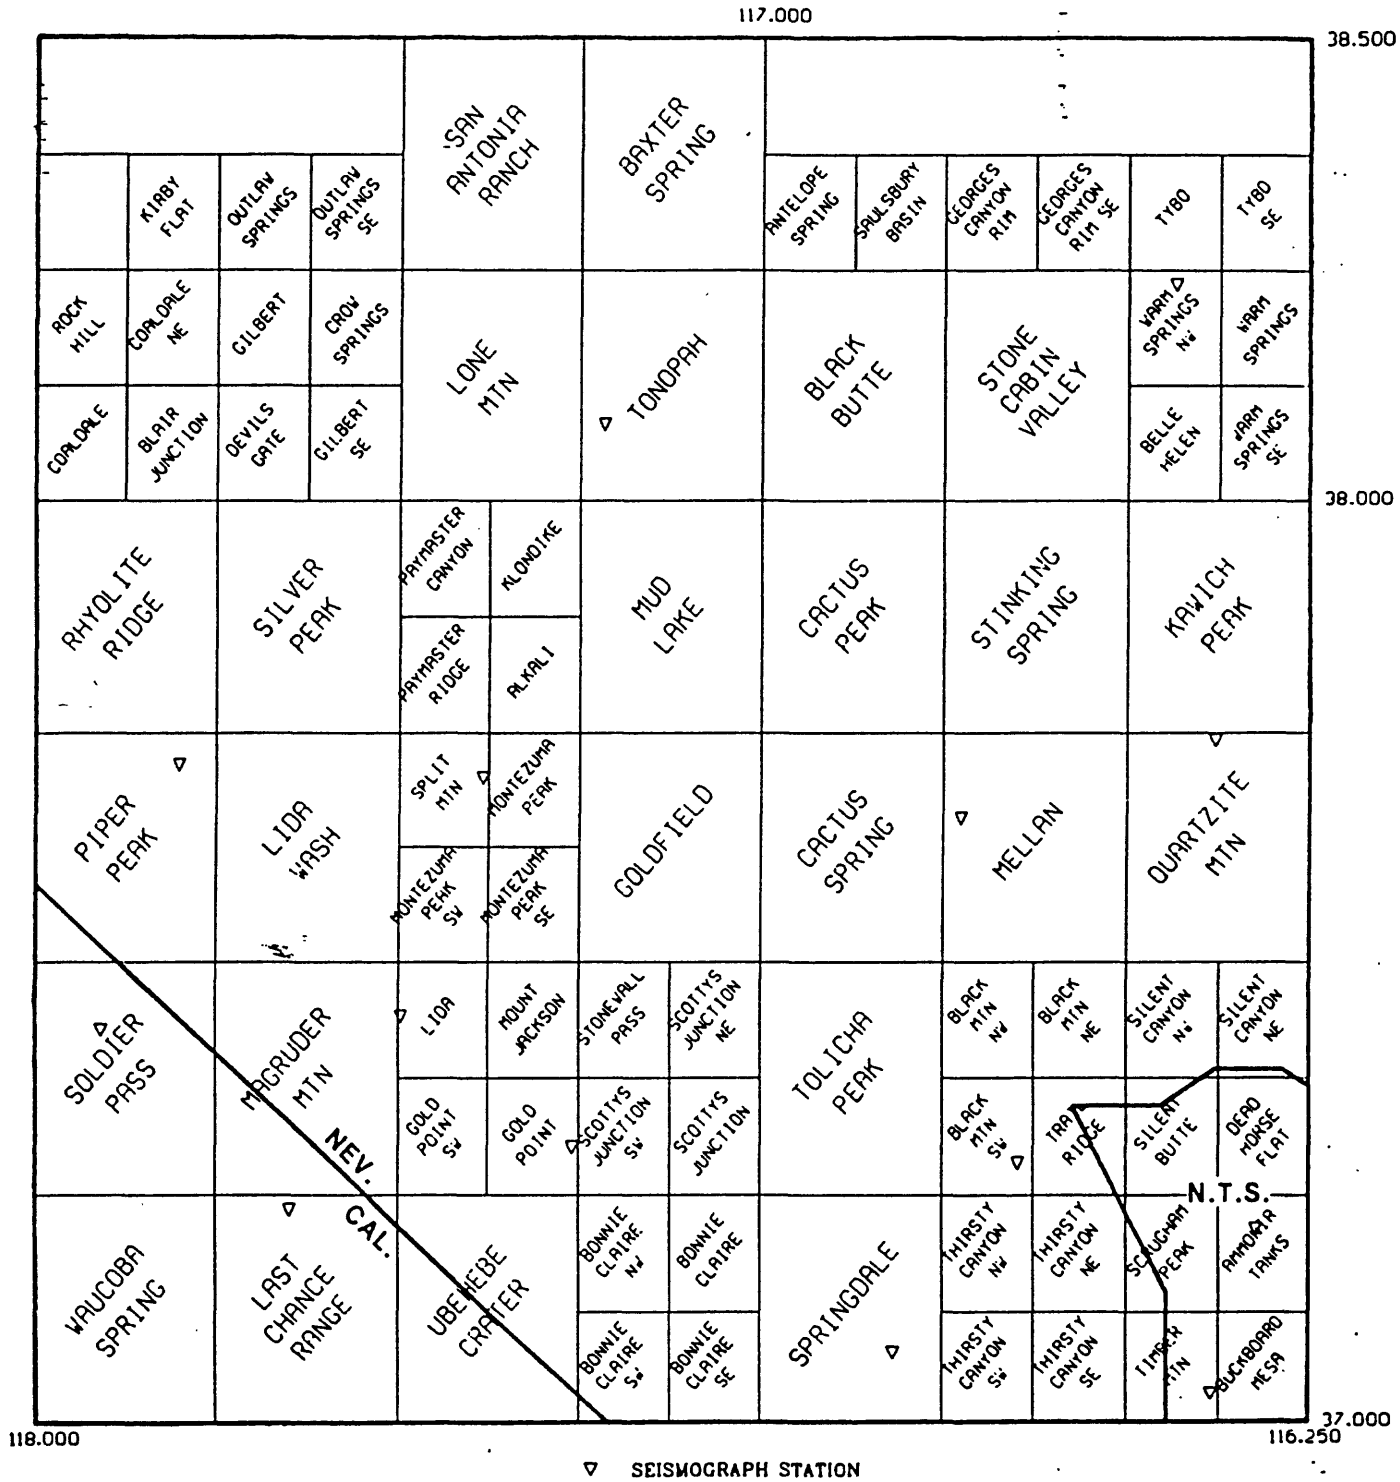 117.000
38.500
SAN
ANTONIA
RANCH
BAXTER
SPRING
KIRBY
FLAT
OUTLAW
SPRINGS
OUTLAW
SPRINGS
SE
ANTELOPE
SPRING
SAULSBURY
BASIN
GEORGES
CANYON
RIM
GEORGES
CANYON
RIM SE
TYBO
TYBO
SE
ROCK
HILL
COALDALE
NE
GILBERT
CROW
SPRINGS
LONE
MTN
TONOPAH
BLACK
BUTTE
STONE
CABIN
VALLEY
WARM
SPRINGS
NW
WARM
SPRINGS
COALDALE
BLAIR
JUNCTION
DEVILS
GATE
GILBERT
SE
BELLE
HELEN
WARM
SPRINGS
SE
38.000
RHYOLITE
RIDGE
SILVER
PEAK
PAYMASTER
CANYON
KLONDIKE
MUD
LAKE
CACTUS
PEAK
STINKING
SPRING
KAWICH
PEAK
PAYMASTER
RIDGE
ALKALI
PIPER
PEAK
LIDA
WASH
SPLIT
MTN
MONTEZUMA
PEAK
GOLDFIELD
CACTUS
SPRING
MELLAN
QUARTZITE
MTN
MONTEZUMA
PEAK
SW
MONTEZUMA
PEAK
SE
SOLDIER
PASS
MAGRUDER
MTN
LIDA
MOUNT
JACKSON
STONEWALL
PASS
SCOTTYS
JUNCTION
NE
TOLICHA
PEAK
BLACK
MTN
NW
BLACK
MTN
NE
SILENT
CANYON
NW
SILENT
CANYON
NE
GOLD
POINT
SW
GOLD
POINT
SCOTTYS
JUNCTION
SW
SCOTTYS
JUNCTION
BLACK
MTN
SW
TRA
RIDGE
SILENT
BUTTE
DEAD
HORSE
FLAT
NEV.
CAL.
N.T.S.
WAUCOBA
SPRING
LAST
CHANCE
RANGE
UBEHEBE
CRATER
BONNIE
CLAIRE
NW
BONNIE
CLAIRE
SPRINGDALE
THIRSTY
CANYON
NW
THIRSTY
CANYON
NE
SCRUGHAM
PEAK
AMMONIA
TANKS
BONNIE
CLAIRE
SW
BONNIE
CLAIRE
SE
THIRSTY
CANYON
SW
THIRSTY
CANYON
SE
TIMBER
MTN
BUCKBOARD
MESA
37.000
118.000
116.250
SEISMOGRAPH STATION